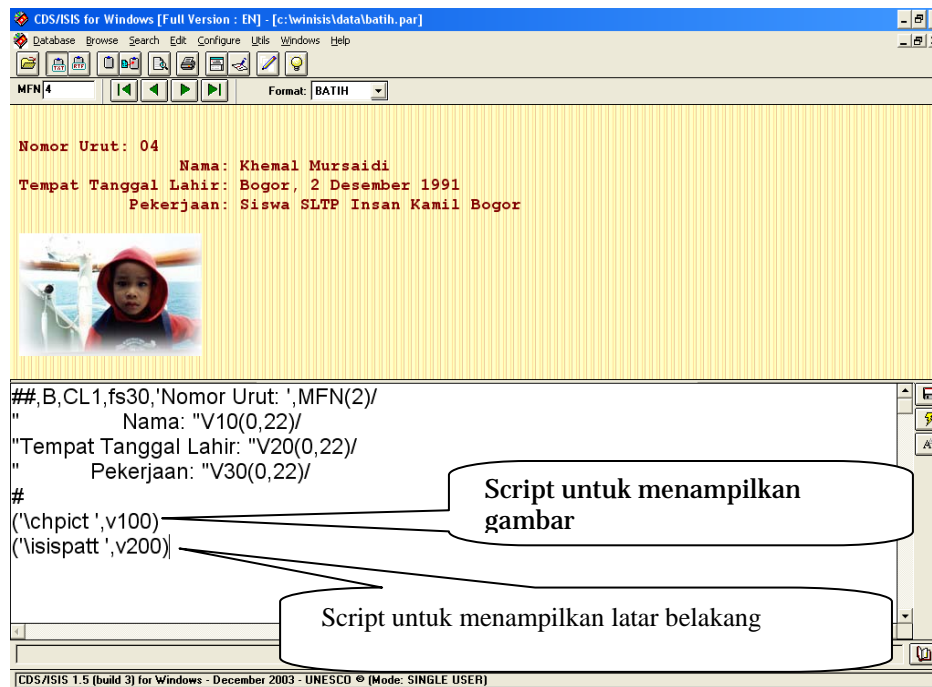 CDS/ISIS for Windows [Full Version : EN] - [c:\winisis\data\batih.par]
Database Browse Search Edit Configure Utils Windows Help
MFN 4 Format: BATIH
Nomor Urut: 04
Nama: Khemal Mursaidi
Tempat Tanggal Lahir: Bogor, 2 Desember 1991
Pekerjaan: Siswa SLTP Insan Kamil Bogor
##,B,CL1,fs30,'Nomor Urut: ',MFN(2)/
" Nama: "V10(0,22)/
"Tempat Tanggal Lahir: "V20(0,22)/
" Pekerjaan: "V30(0,22)/
#
('\chpict ',v100)
('\isispatt ',v200)
Script untuk menampilkan
gambar
Script untuk menampilkan latar belakang
CDS/ISIS 1.5 (build 3) for Windows - December 2003 - UNESCO © (Mode: SINGLE USER)